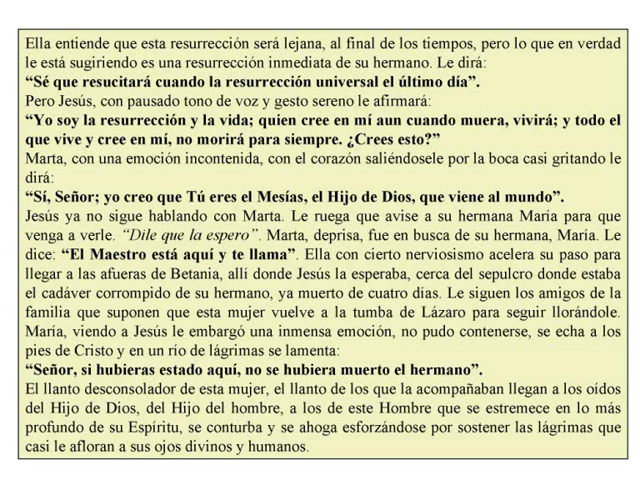 Ella entiende que esta resurrección será lejana, al final de los tiempos, pero lo que en verdad
le está sugiriendo es una resurrección inmediata de su hermano. Le dirá:
“Sé que resucitará cuando la resurrección universal el último día”.
Pero Jesús, con pausado tono de voz y gesto sereno le afirmará:
“Yo soy la resurrección y la vida; quien cree en mí aun cuando muera, vivirá; y todo el
que vive y cree en mí, no morirá para siempre. ¿Crees esto?”
Marta, con una emoción incontenida, con el corazón saliéndosele por la boca casi gritando le
dirá:
“Sí, Señor; yo creo que Tú eres el Mesías, el Hijo de Dios, que viene al mundo”.
Jesús ya no sigue hablando con Marta. Le ruega que avise a su hermana María para que
venga a verle. “Dile que la espero”. Marta, deprisa, fue en busca de su hermana, María. Le
dice: “El Maestro está aquí y te llama”. Ella con cierto nerviosismo acelera su paso para
llegar a las afueras de Betania, allí donde Jesús la esperaba, cerca del sepulcro donde estaba
el cadáver corrompido de su hermano, ya muerto de cuatro días. Le siguen los amigos de la
familia que suponen que esta mujer vuelve a la tumba de Lázaro para seguir llorándole.
María, viendo a Jesús le embargó una inmensa emoción, no pudo contenerse, se echa a los
pies de Cristo y en un río de lágrimas se lamenta:
“Señor, si hubieras estado aquí, no se hubiera muerto el hermano”.
El llanto desconsolador de esta mujer, el llanto de los que la acompañaban llegan a los oídos
del Hijo de Dios, del Hijo del hombre, a los de este Hombre que se estremece en lo más
profundo de su Espíritu, se conturba y se ahoga esforzándose por sostener las lágrimas que
casi le afloran a sus ojos divinos y humanos.